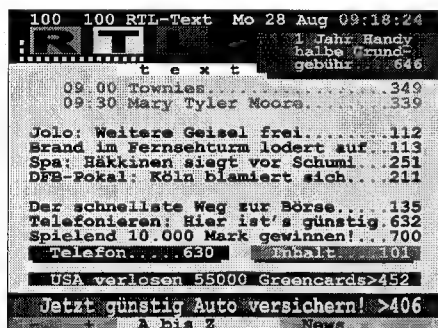 100 100 RTL-Text Mo 28 Aug 09:18:24
RTL
1 Jahr Handy
halbe Grund-
gebühr...646
text
09:00 Townies....................349
09:30 Mary Tyler Moore...........339
Jolo: Weitere Geisel frei.......112
Brand im Fernsehturm lodert auf..113
Spa: Häkkinen siegt vor Schumi...251
DFB-Pokal: Köln blamiert sich....211
Der schnellste Weg zur Börse....135
Telefonieren: Hier ist's günstig.632
Spielend 10.000 Mark gewinnen!...700
Telefon.....630 Inhalt....101
USA verlosen 55000 Greencards>452
Jetzt günstig Auto versichern! >406
- + A bis Z News